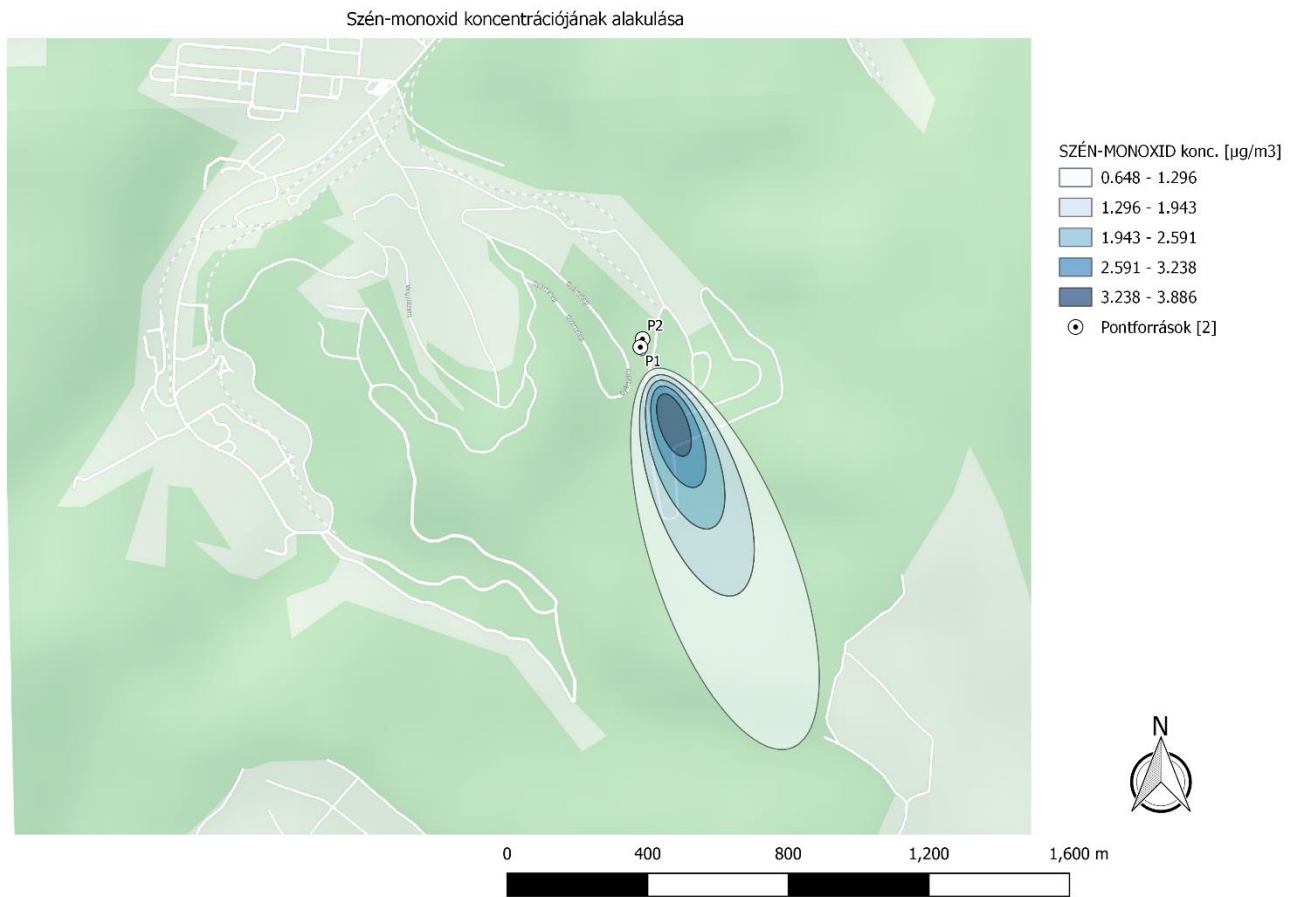 Szén-monoxid koncentrációjának alakulása
SZÉN-MONOXID konc. [µg/m3]
0.648 - 1.296
1.296 - 1.943
1.943 - 2.591
2.591 - 3.238
3.238 - 3.886
Pontforrások [2]
P2
P1
N
0 400 800 1,200 1,600 m